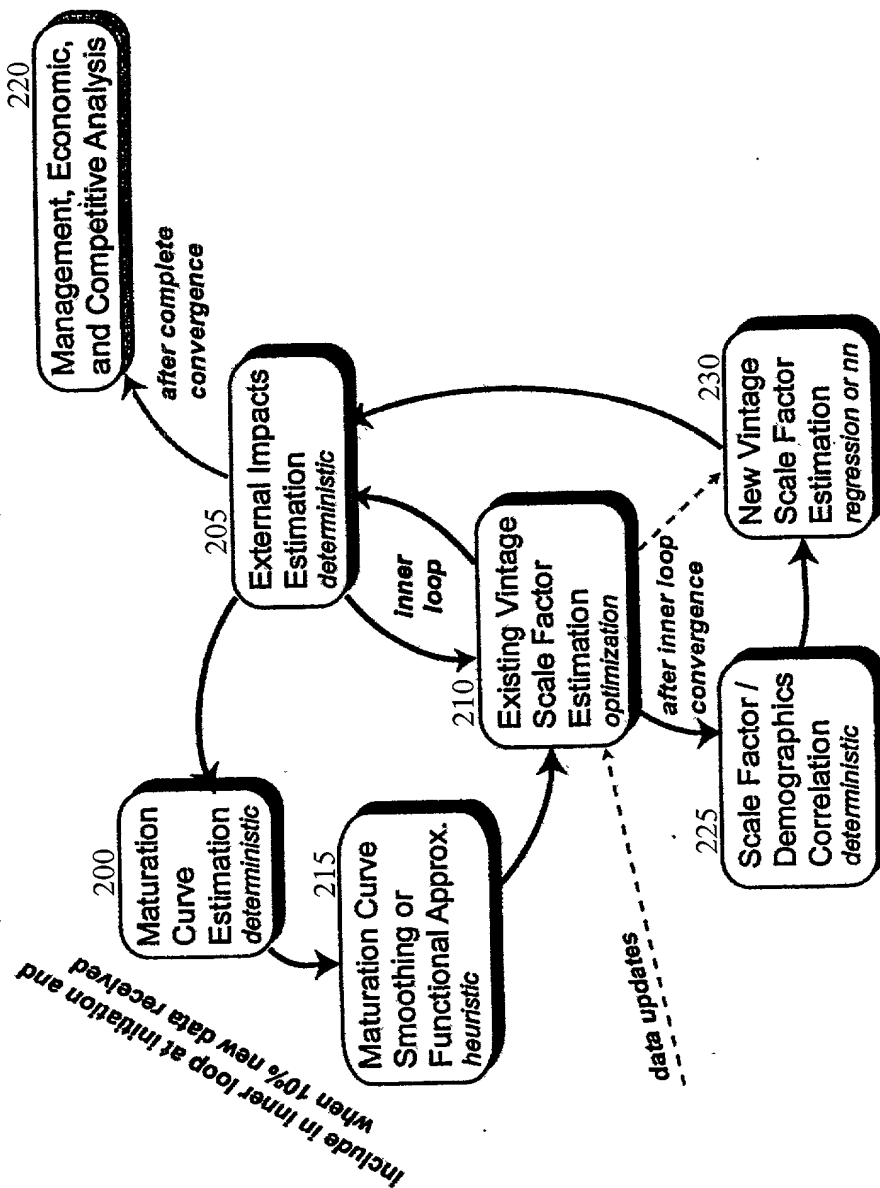 include in inner loop at initiation and
when 10% new data received
200
Maturation
Curve
Estimation
deterministic
215
Maturation Curve
Smoothing or
Functional Approx.
heuristic
205
External Impacts
Estimation
deterministic
220
Management, Economic,
and Competitive Analysis
after complete
convergence
inner
loop
210
Existing Vintage
Scale Factor
Estimation
optimization
data updates
after inner loop
convergence
225
Scale Factor /
Demographics
Correlation
deterministic
230
New Vintage
Scale Factor
Estimation
regression or nn